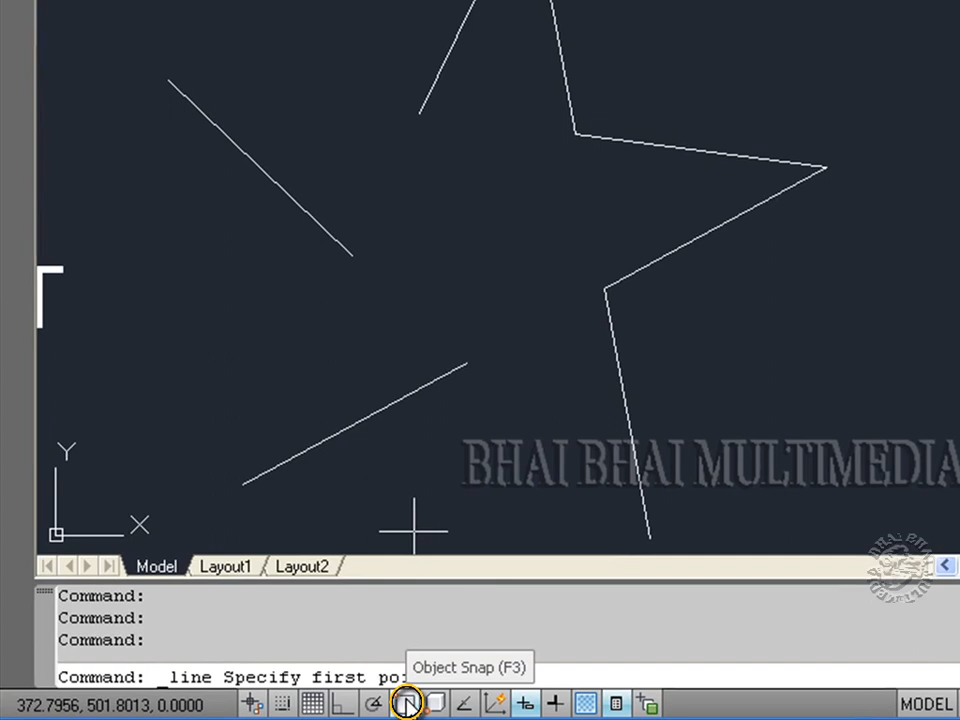 BHAI BHAI MULTIMEDIA
Y
X
Model
Layout1
Layout2
Command:
Command:
Command:
Object Snap (F3)
Command: _line Specify first
372.7956, 501.8013, 0.0000
MODEL